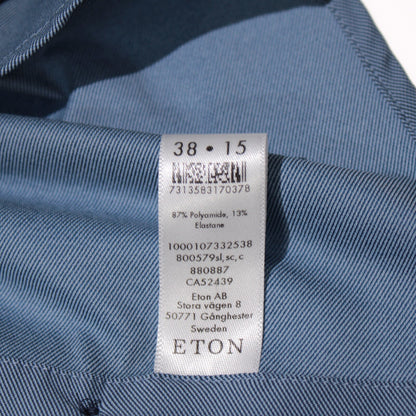 38 • 15
7313583170378
87% Polyamide, 13%
Elastane
1000107332538
800579sl,sc,c
880887
CA52439
Eton AB
Stora vägen 8
50771 Gånghester
Sweden
ETON